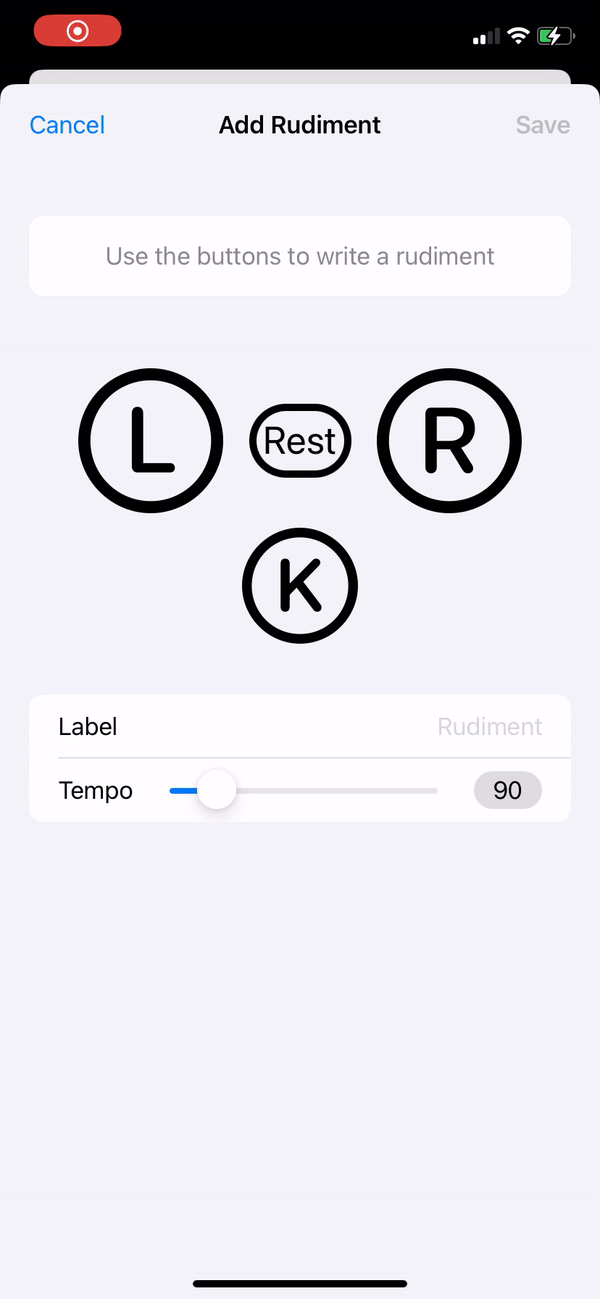 Cancel Add Rudiment Save
Use the buttons to write a rudiment
L Rest R
K
Label Rudiment
Tempo 90